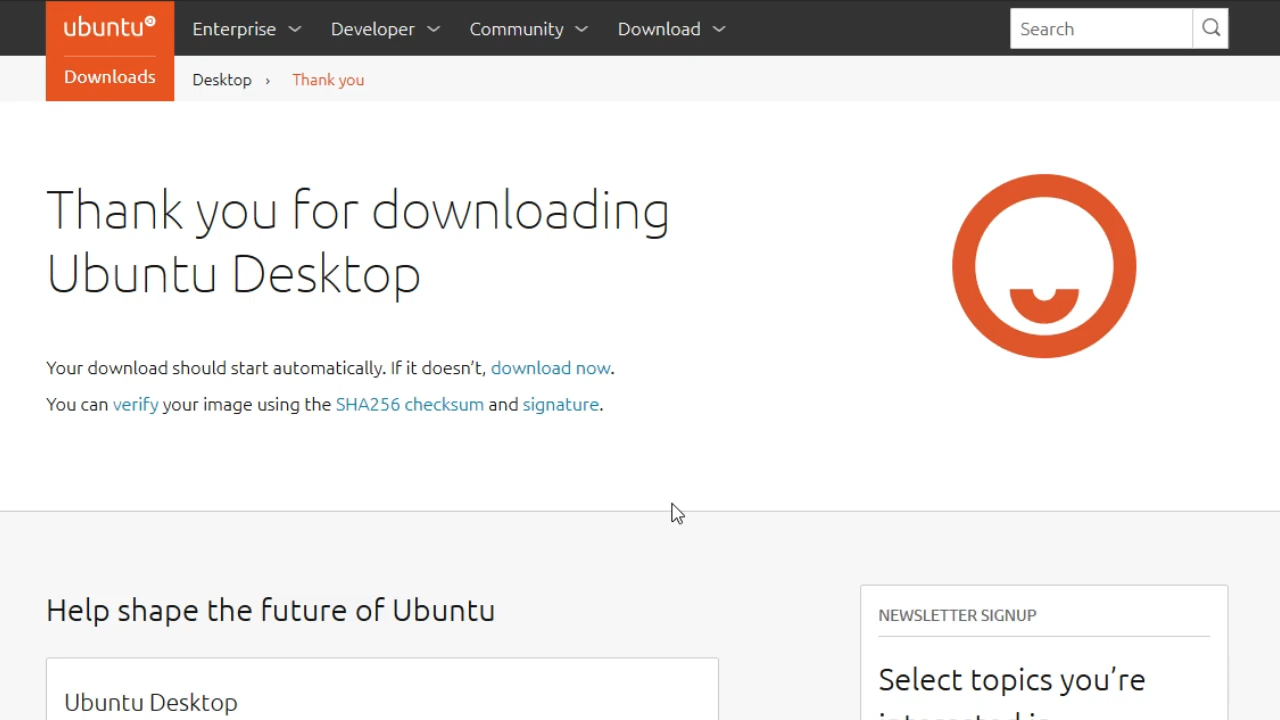 ubuntu
Enterprise
Developer
Community
Download
Search
Downloads
Desktop › Thank you
Thank you for downloading
Ubuntu Desktop
Your download should start automatically. If it doesn’t, download now.
You can verify your image using the SHA256 checksum and signature.
Help shape the future of Ubuntu
NEWSLETTER SIGNUP
Select topics you’re
interested in
Ubuntu Desktop